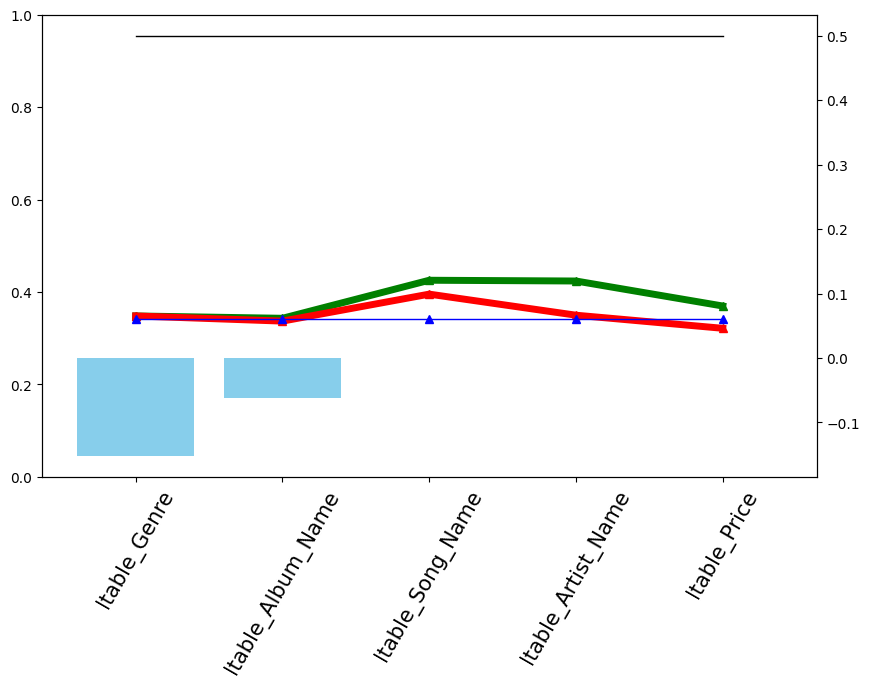 1.0
0.8
0.6
0.4
0.2
0.0
0.5
0.4
0.3
0.2
0.1
0.0
−0.1
ltable_Genre
ltable_Album_Name
ltable_Song_Name
ltable_Artist_Name
ltable_Price